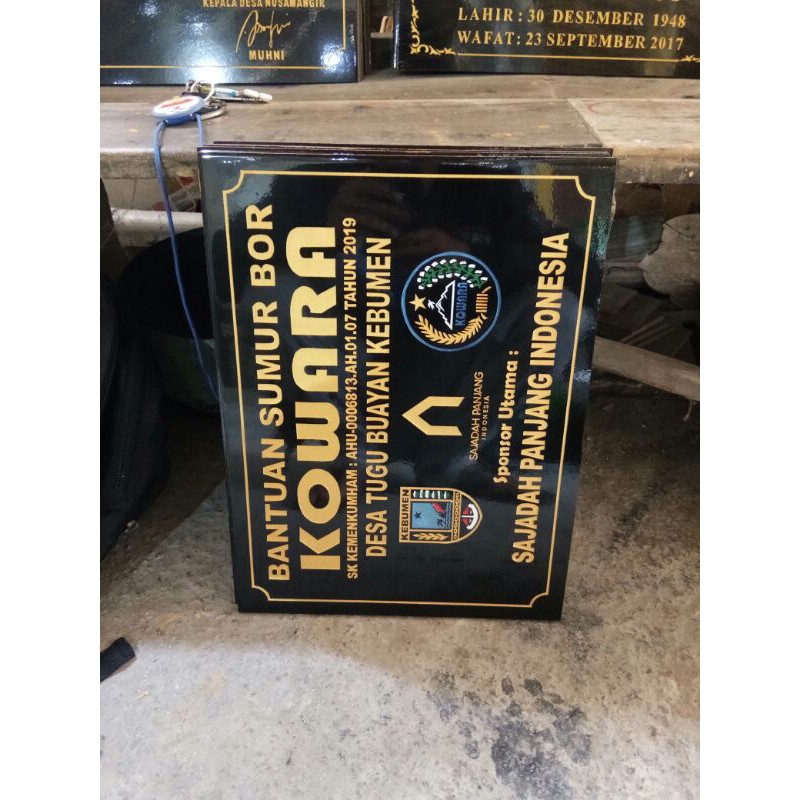 KEPALA DESA NUSAMANGIR
MUHNI
LAHIR : 30 DESEMBER 1948
WAFAT : 23 SEPTEMBER 2017
BANTUAN SUMUR BOR
KOWARA
SK KEMENKUMHAM : AHU-0006813.AH.01.07 TAHUN 2019
DESA TUGU BUAYAN KEBUMEN
KEBUMEN
SAJADAH PANJANG
INDONESIA
KOWARA
Sponsor Utama :
SAJADAH PANJANG INDONESIA